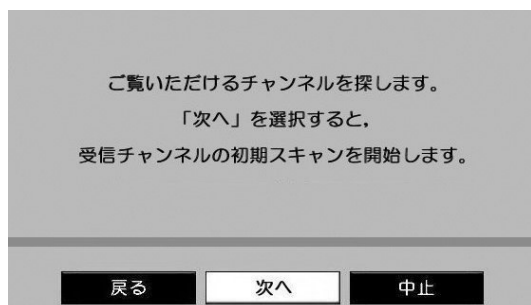 ご覧いただけるチャンネルを探します。
「次へ」を選択すると,
受信チャンネルの初期スキャンを開始します。
戻る
次へ
中止